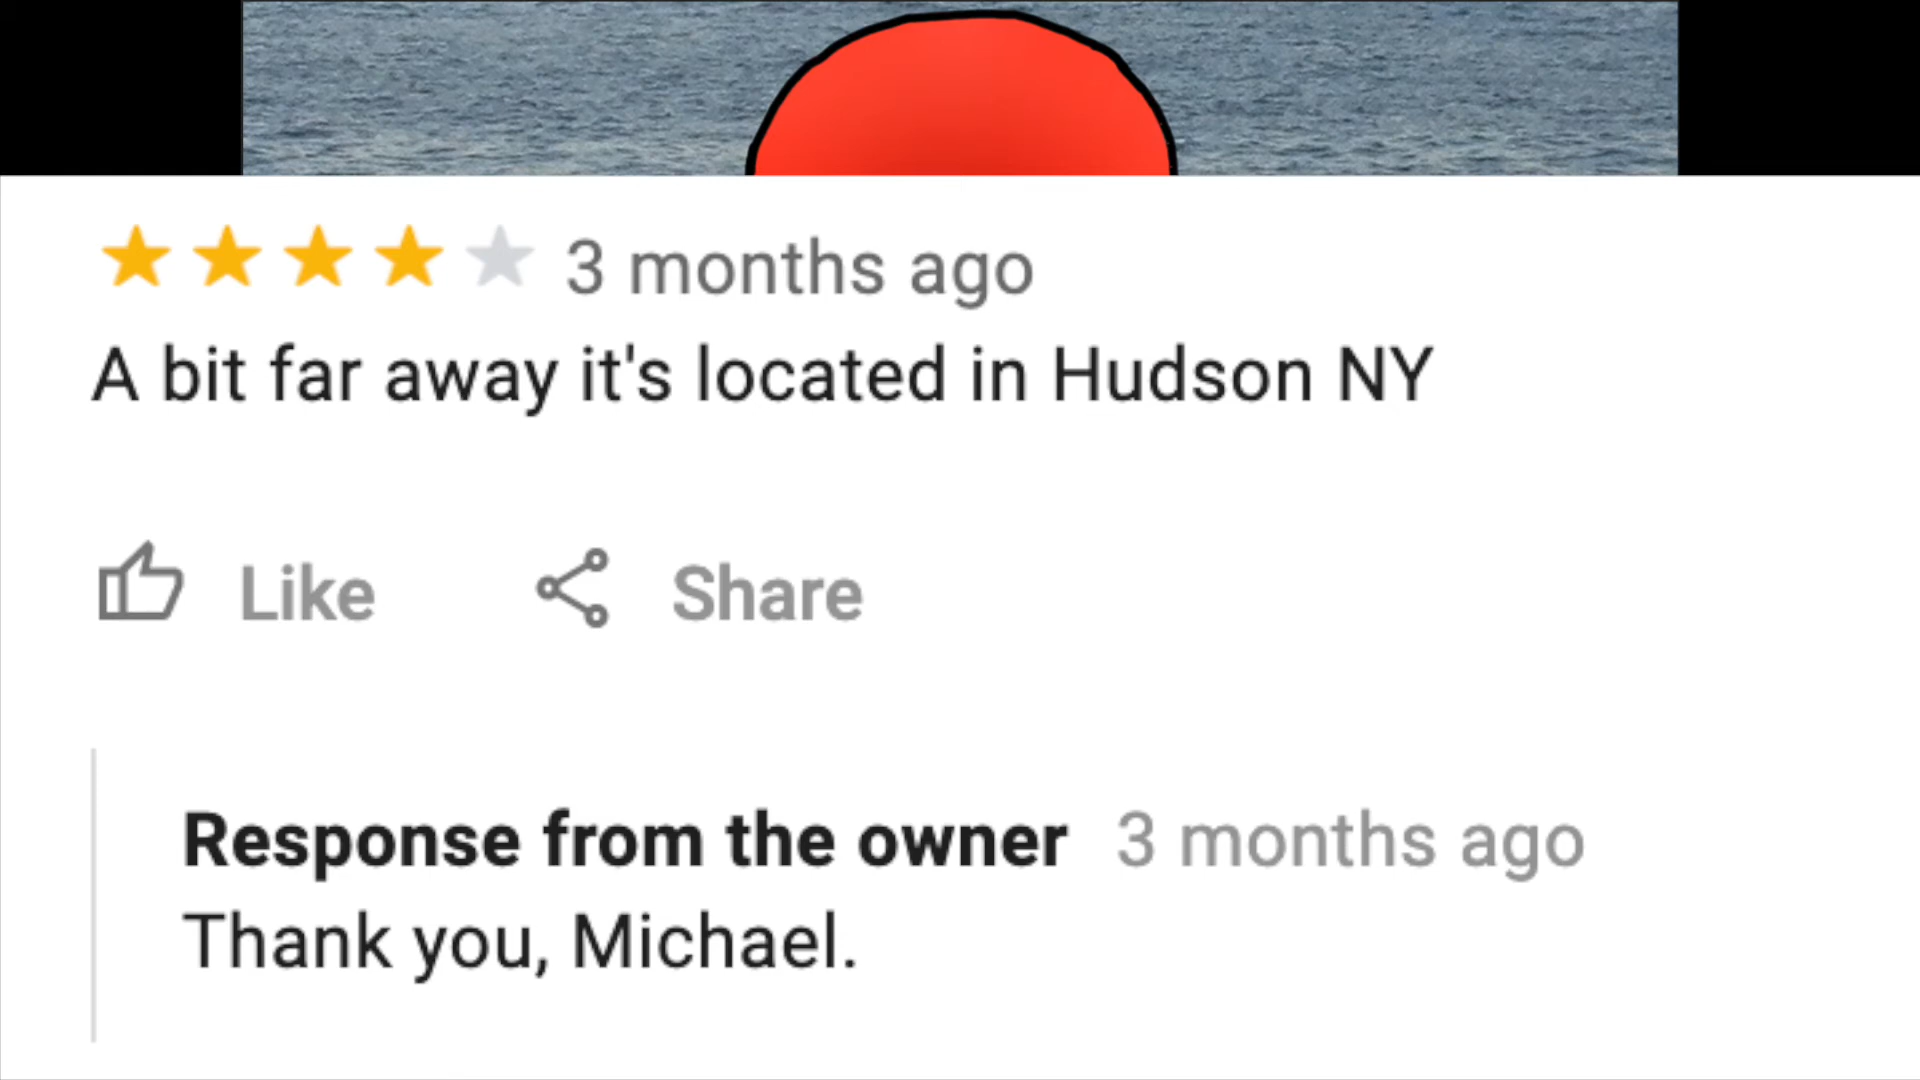 3 months ago
A bit far away it's located in Hudson NY
Like Share
Response from the owner 3 months ago
Thank you, Michael.